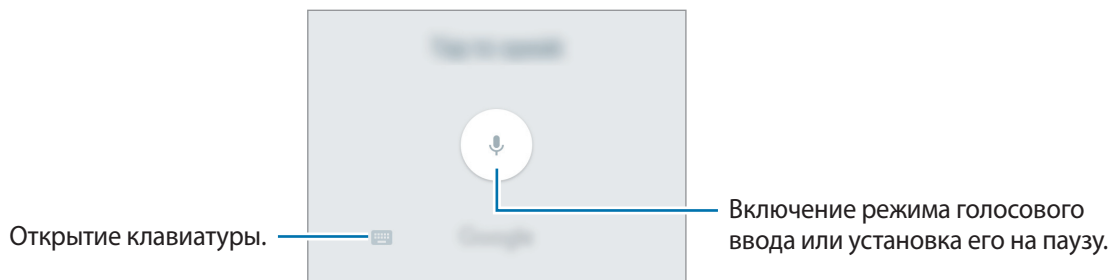 Открытие клавиатуры.
Включение режима голосового
ввода или установка его на паузу.